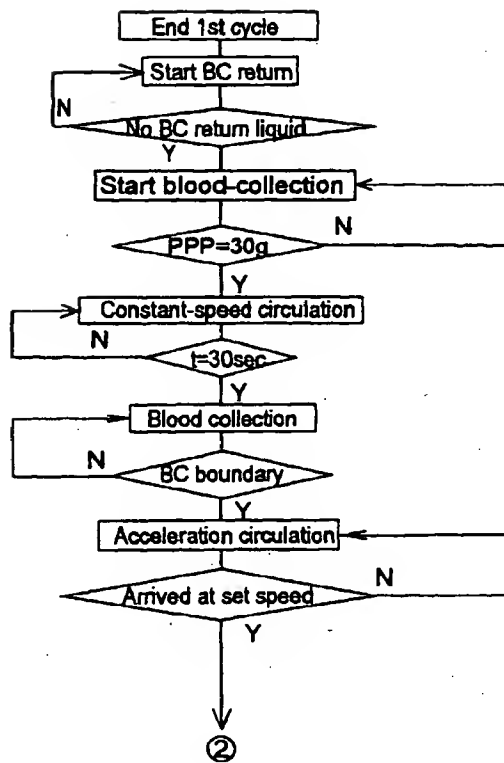 End 1st cycle
Start BC return
N
No BC return liquid
Y
Start blood-collection
N
PPP=30g
Y
Constant-speed circulation
N
t=30sec
Y
Blood collection
N
BC boundary
Y
Acceleration circulation
N
Arrived at set speed
Y
②